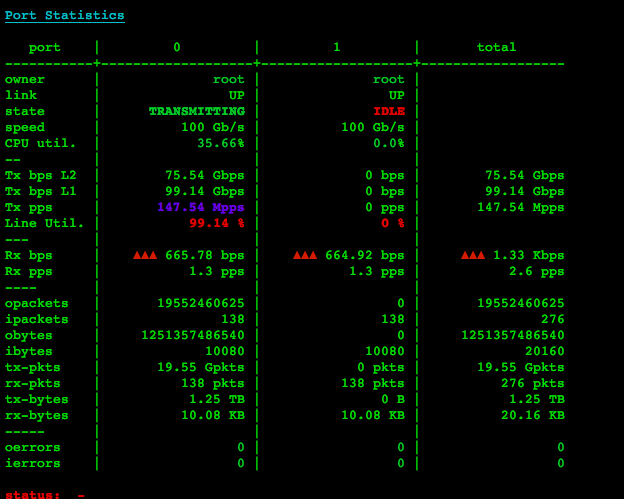 Port Statistics
port | 0 | 1 | total
-----------+-------------------+-------------------+------------------
owner | root | root |
link | UP | UP |
state | TRANSMITTING | IDLE |
speed | 100 Gb/s | 100 Gb/s |
CPU util. | 35.66% | 0.0% |
-- | | |
Tx bps L2 | 75.54 Gbps | 0 bps | 75.54 Gbps
Tx bps L1 | 99.14 Gbps | 0 bps | 99.14 Gbps
Tx pps | 147.54 Mpps | 0 pps | 147.54 Mpps
Line Util. | 99.14 % | 0 % |
--- | | |
Rx bps | ▲▲▲ 665.78 bps | ▲▲▲ 664.92 bps | ▲▲▲ 1.33 Kbps
Rx pps | 1.3 pps | 1.3 pps | 2.6 pps
---- | | |
opackets | 19552460625 | 0 | 19552460625
ipackets | 138 | 138 | 276
obytes | 1251357486540 | 0 | 1251357486540
ibytes | 10080 | 10080 | 20160
tx-pkts | 19.55 Gpkts | 0 pkts | 19.55 Gpkts
rx-pkts | 138 pkts | 138 pkts | 276 pkts
tx-bytes | 1.25 TB | 0 B | 1.25 TB
rx-bytes | 10.08 KB | 10.08 KB | 20.16 KB
----- | | |
oerrors | 0 | 0 | 0
ierrors | 0 | 0 | 0
status: -